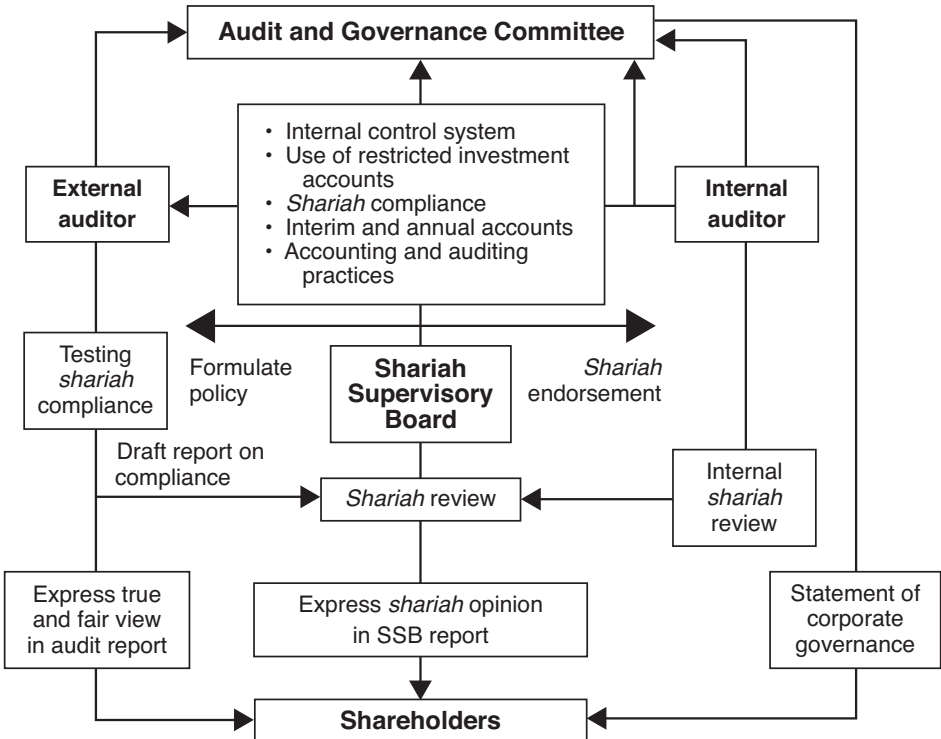 Audit and Governance Committee
• Internal control system
• Use of restricted investment
accounts
• Shariah compliance
• Interim and annual accounts
• Accounting and auditing
practices
External
auditor
Internal
auditor
Testing
shariah
compliance
Formulate
policy
Shariah
Supervisory
Board
Shariah
endorsement
Draft report on
compliance
Shariah review
Internal
shariah
review
Express true
and fair view
in audit report
Express shariah opinion
in SSB report
Statement of
corporate
governance
Shareholders